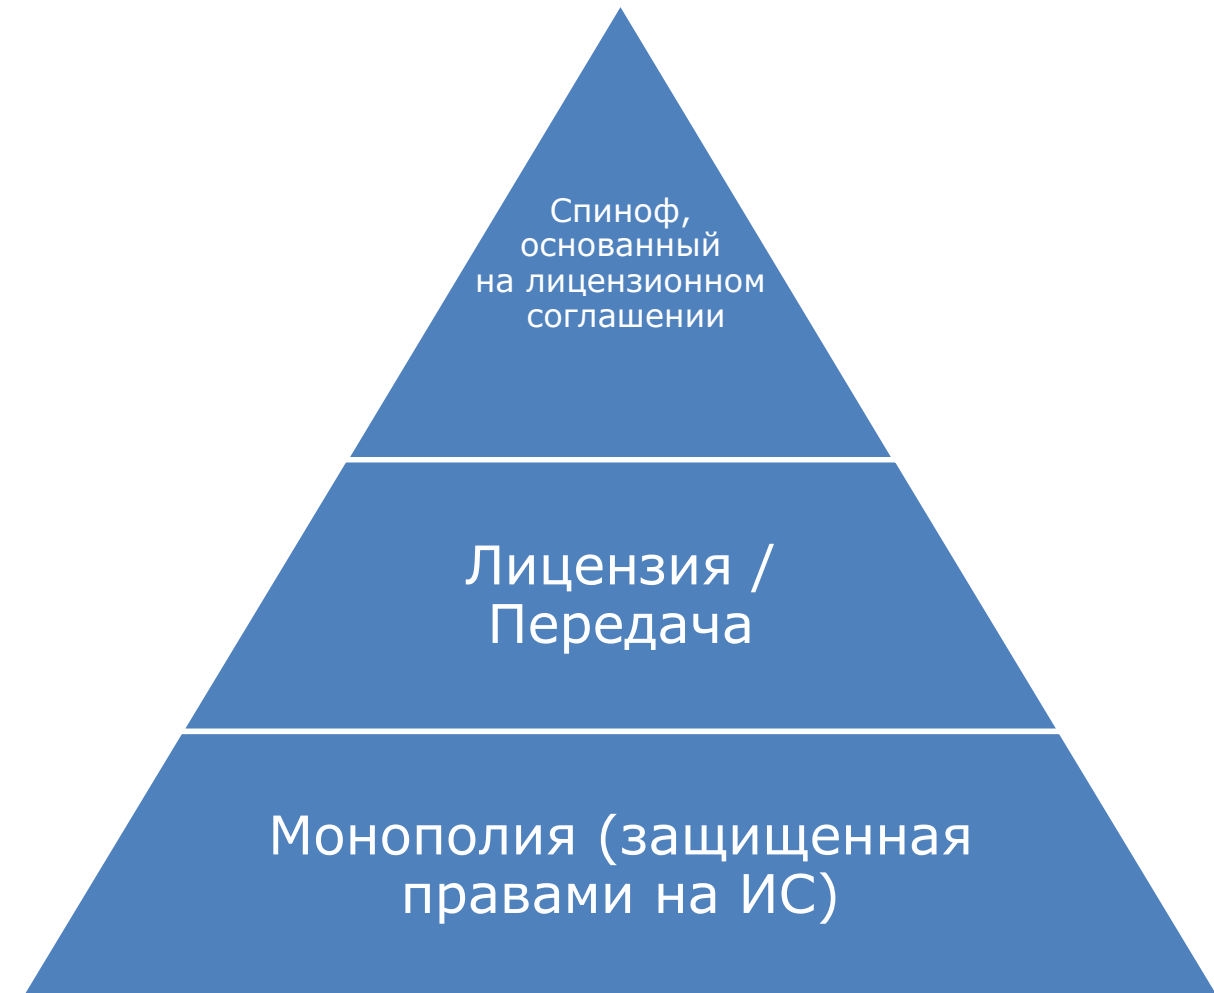 Спиноф,
основанный
на лицензионном
соглашении
Лицензия /
Передача
Монополия (защищенная
правами на ИС)